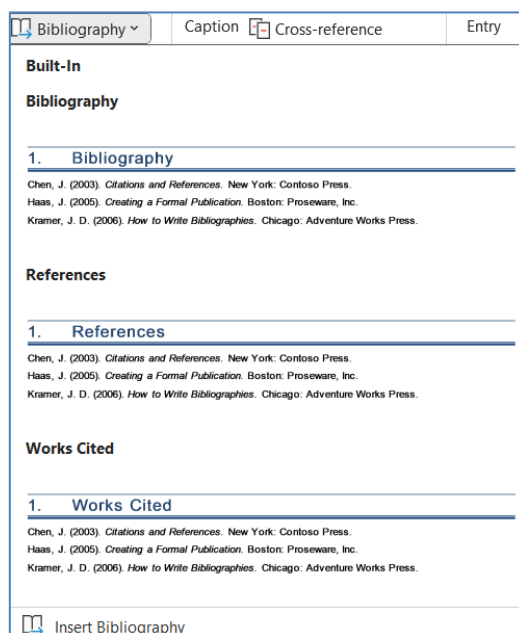 Bibliography Caption Cross-reference Entry
Built-In
Bibliography
1. Bibliography
Chen, J. (2003). Citations and References. New York: Contoso Press.
Haas, J. (2005). Creating a Formal Publication. Boston: Proseware, Inc.
Kramer, J. D. (2006). How to Write Bibliographies. Chicago: Adventure Works Press.
References
1. References
Chen, J. (2003). Citations and References. New York: Contoso Press.
Haas, J. (2005). Creating a Formal Publication. Boston: Proseware, Inc.
Kramer, J. D. (2006). How to Write Bibliographies. Chicago: Adventure Works Press.
Works Cited
1. Works Cited
Chen, J. (2003). Citations and References. New York: Contoso Press.
Haas, J. (2005). Creating a Formal Publication. Boston: Proseware, Inc.
Kramer, J. D. (2006). How to Write Bibliographies. Chicago: Adventure Works Press.
Insert Bibliography